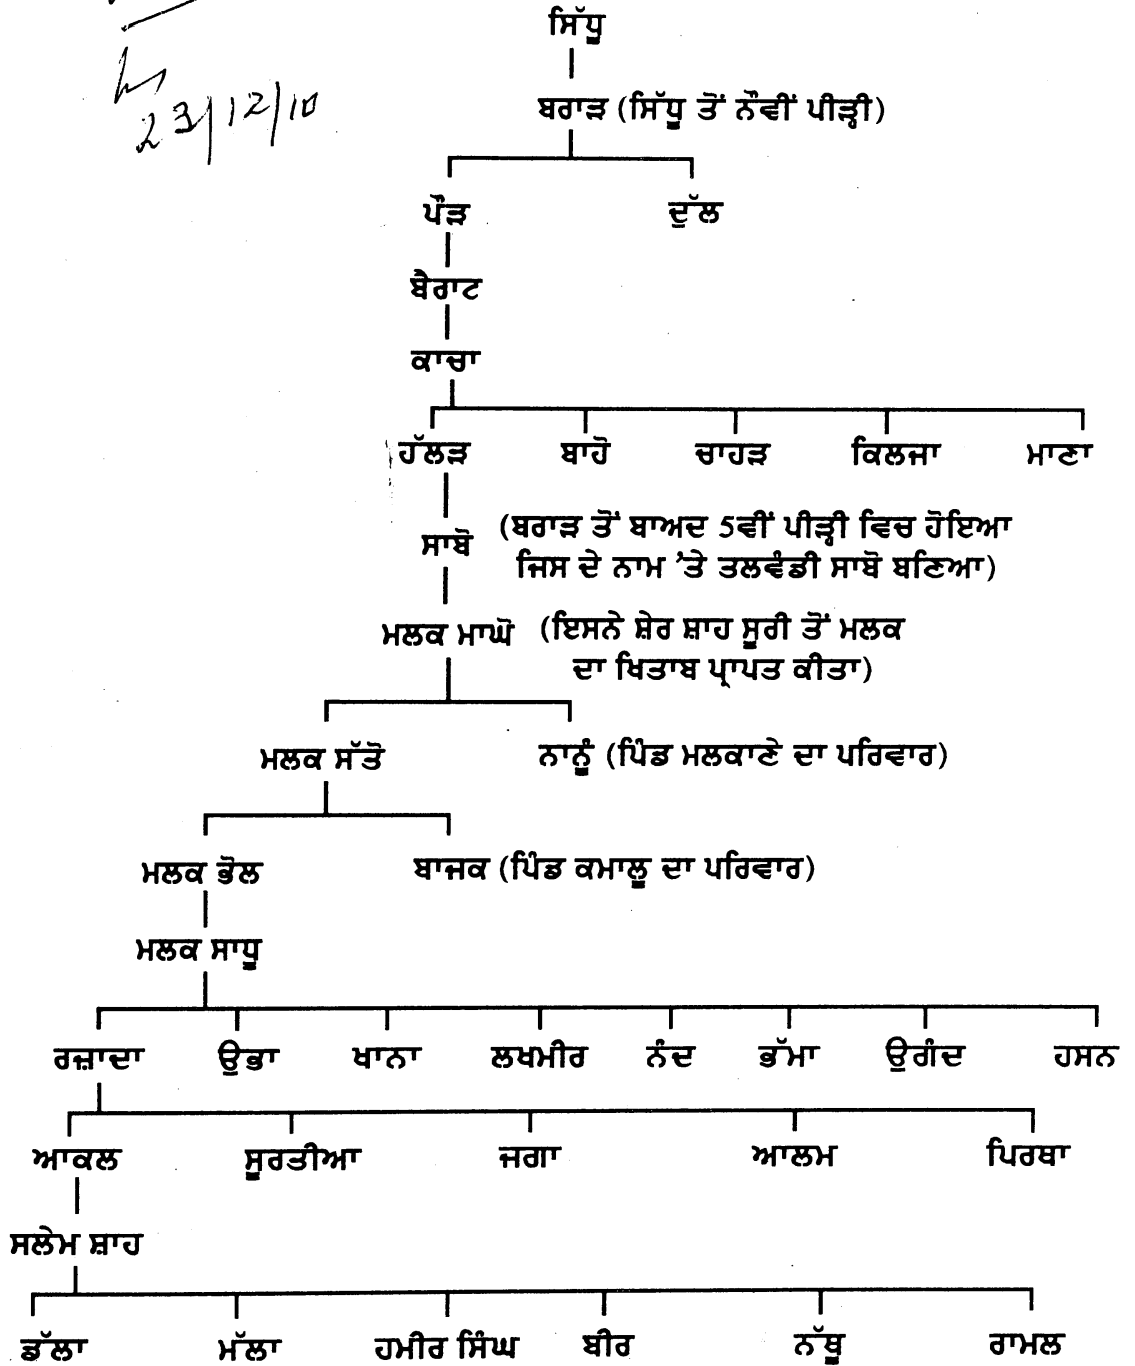 ਸਿੱਧੂ
23/12/10
ਬਰਾੜ (ਸਿੱਧੂ ਤੋਂ ਨੌਵੀਂ ਪੀੜ੍ਹੀ)
ਪੌੜ ਦੁੱਲ
ਬੈਰਾਟ
ਕਾਚਾ
ਹੱਲੜ ਬਾਹੋ ਚਾਹੜ ਕਿਲਜਾ ਮਾਣਾ
ਸਾਬੋ (ਬਰਾੜ ਤੋਂ ਬਾਅਦ 5ਵੀਂ ਪੀੜ੍ਹੀ ਵਿਚ ਹੋਇਆ
ਜਿਸ ਦੇ ਨਾਮ 'ਤੇ ਤਲਵੰਡੀ ਸਾਬੋ ਬਣਿਆ)
ਮਲਕ ਮਾਘੋ (ਇਸਨੇ ਸ਼ੇਰ ਸ਼ਾਹ ਸੂਰੀ ਤੋਂ ਮਲਕ
ਦਾ ਖਿਤਾਬ ਪ੍ਰਾਪਤ ਕੀਤਾ)
ਮਲਕ ਸੱਤੋ ਨਾਨੂੰ (ਪਿੰਡ ਮਲਕਾਣੇ ਦਾ ਪਰਿਵਾਰ)
ਮਲਕ ਭੋਲ ਬਾਜਕ (ਪਿੰਡ ਕਮਾਲੂ ਦਾ ਪਰਿਵਾਰ)
ਮਲਕ ਸਾਧੂ
ਰਜ਼ਾਦਾ ਉਭਾ ਖਾਨਾ ਲਖਮੀਰ ਨੰਦ ਭੱਮਾ ਉਗੰਦ ਹਸਨ
ਆਕਲ ਸੂਰਤੀਆ ਜਗਾ ਆਲਮ ਪਿਰਥਾ
ਸਲੇਮ ਸ਼ਾਹ
ਡੱਲਾ ਮੱਲਾ ਹਮੀਰ ਸਿੰਘ ਬੀਰ ਨੱਥੂ ਰਾਮਲ